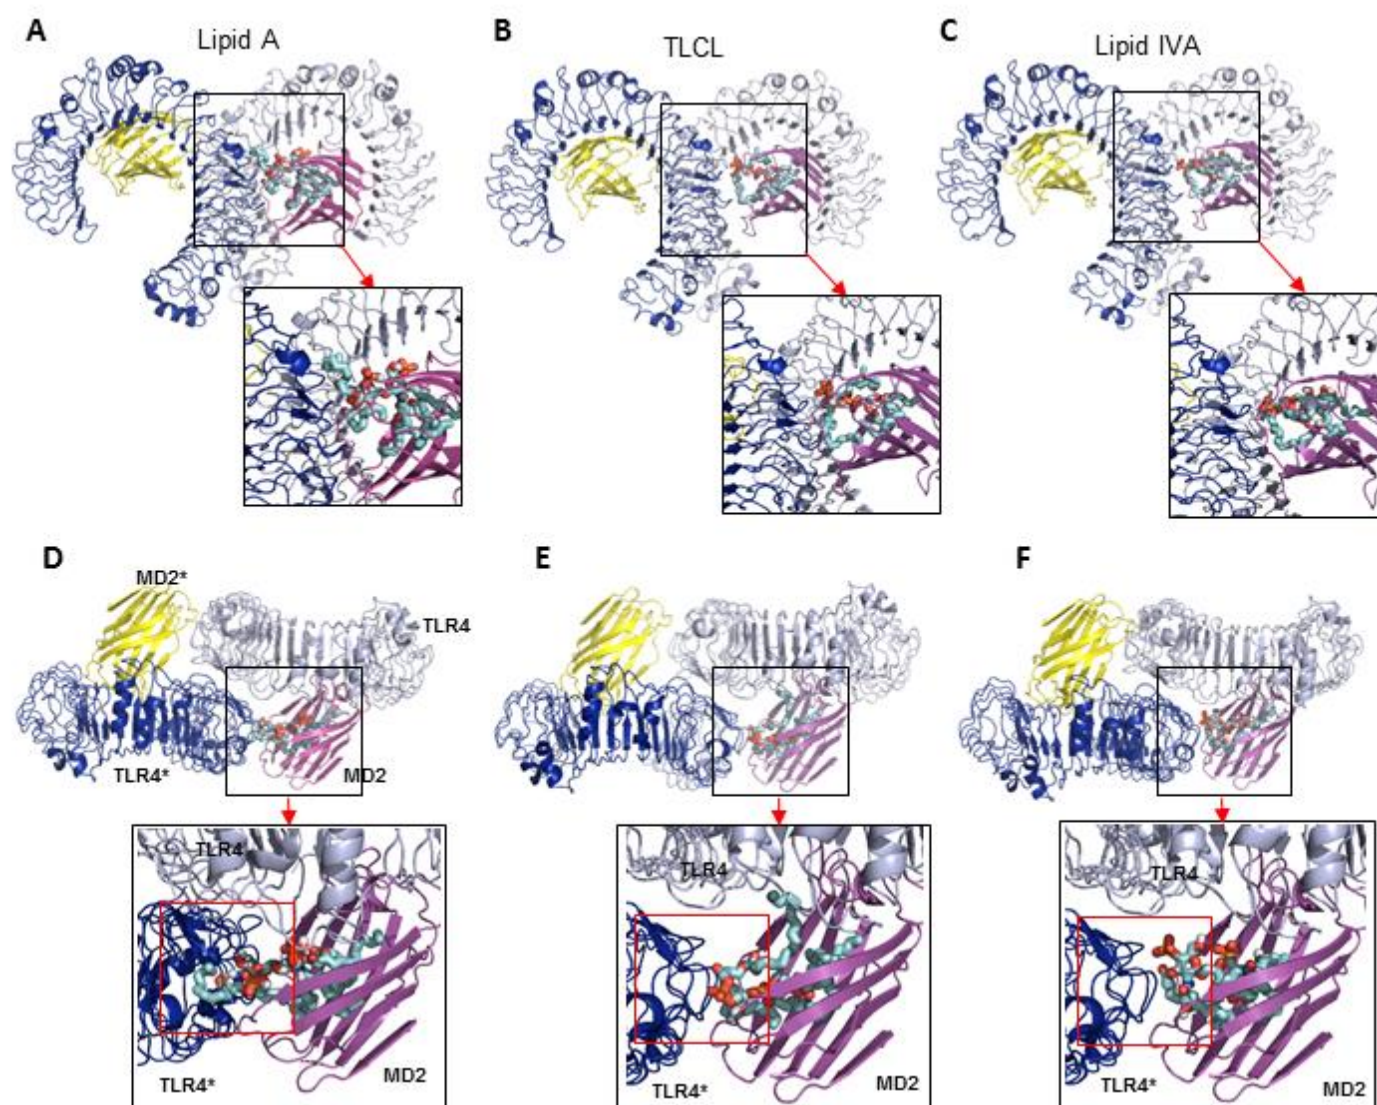 A
Lipid A
B
TLCL
C
Lipid IVA
D
MD2*
TLR4
TLR4*
MD2
E
F
TLR4
TLR4*
MD2
TLR4
TLR4*
MD2
TLR4
TLR4*
MD2